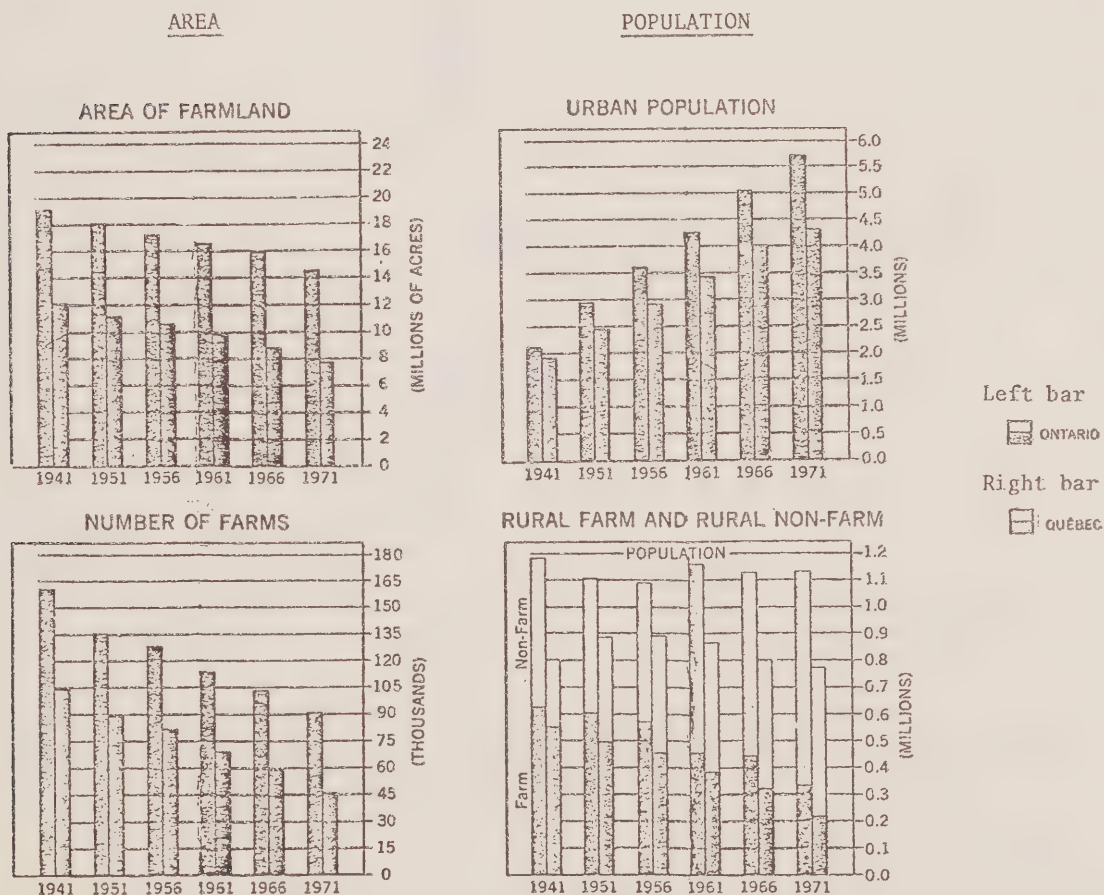 AREA
POPULATION
AREA OF FARMLAND
24
22
20
18
16
14
12
10
8
6
4
2
0
(MILLIONS OF ACRES)
1941 1951 1956 1961 1966 1971
URBAN POPULATION
6.0
5.5
5.0
4.5
4.0
3.5
3.0
2.5
2.0
1.5
1.0
0.5
0.0
(MILLIONS)
1941 1951 1956 1961 1966 1971
Left bar
ONTARIO
Right bar
QUÉBEC
NUMBER OF FARMS
180
165
150
135
120
105
90
75
60
45
30
15
0
(THOUSANDS)
1941 1951 1956 1961 1966 1971
RURAL FARM AND RURAL NON-FARM
POPULATION
Non-Farm
Farm
1.2
1.1
1.0
0.9
0.8
0.7
0.6
0.5
0.4
0.3
0.2
0.1
0.0
(MILLIONS)
1941 1951 1956 1961 1966 1971